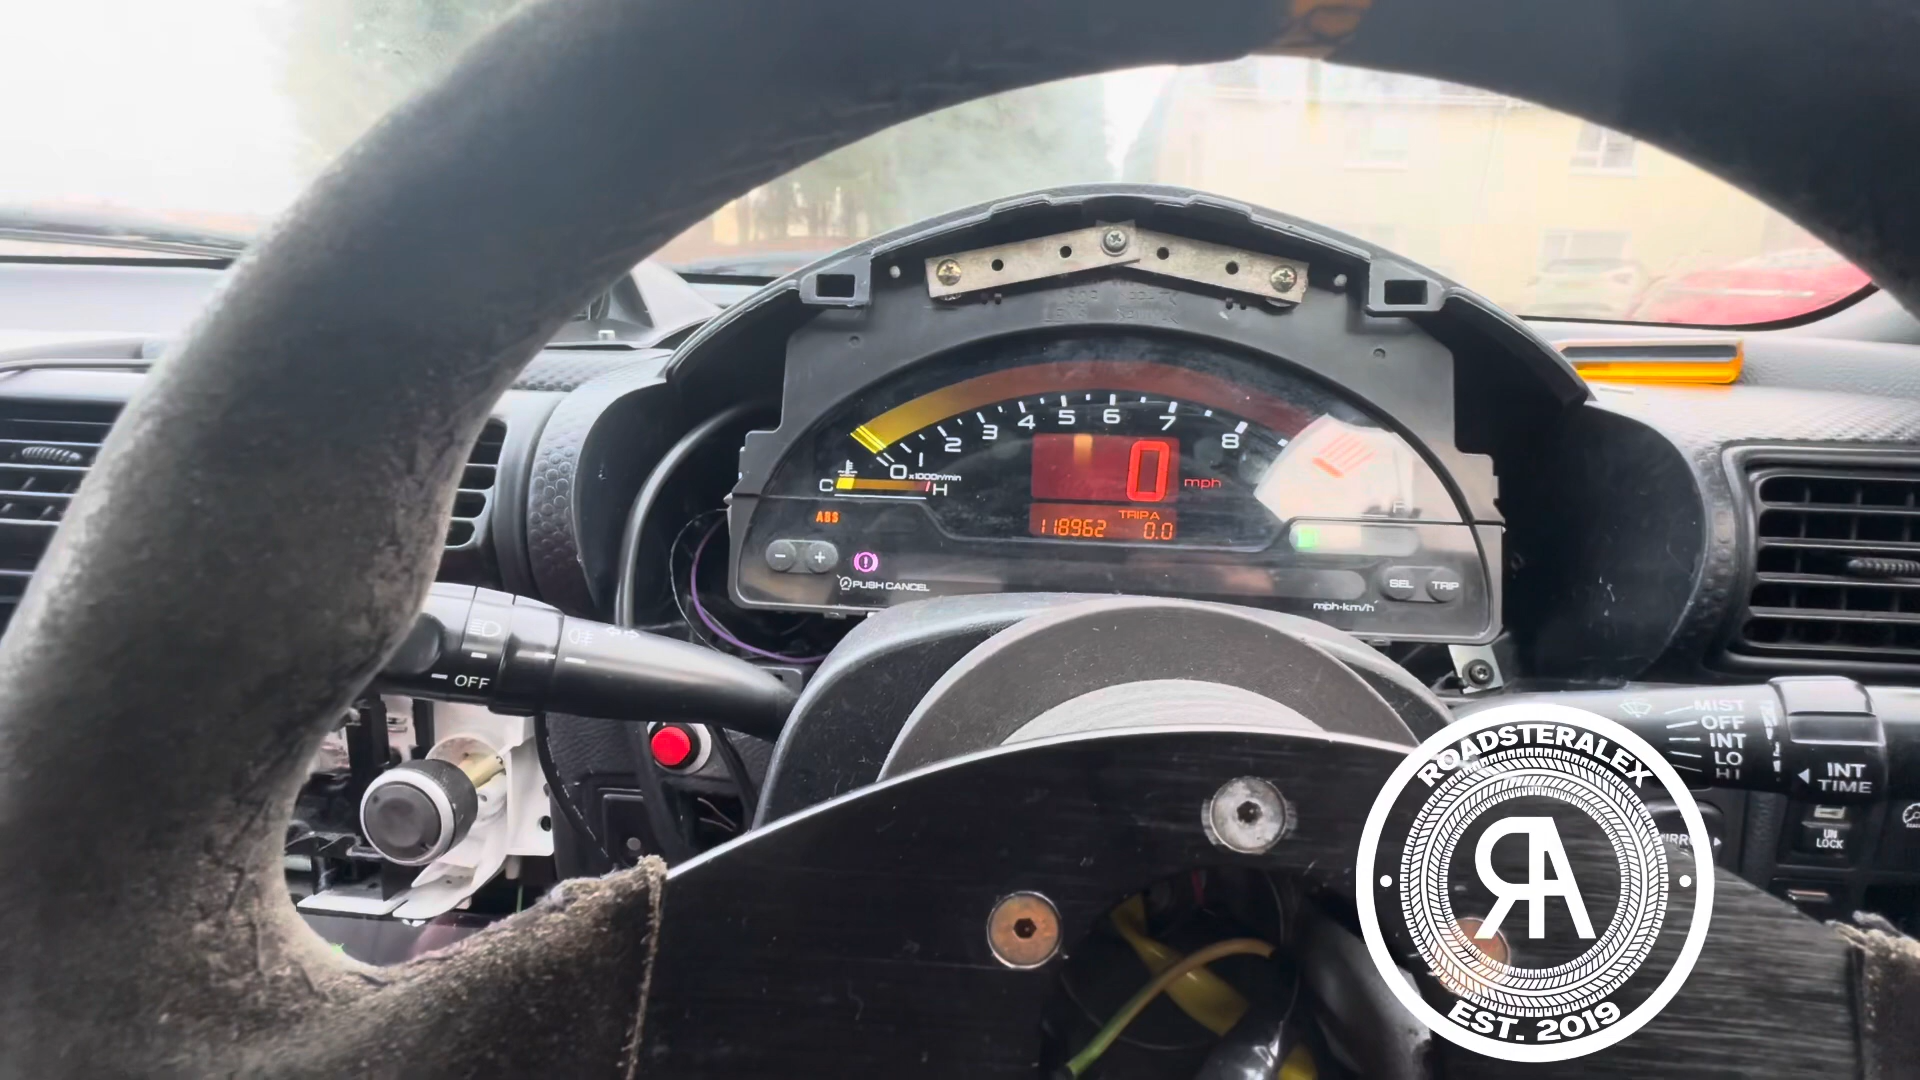 0 1 2 3 4 5 6 7 8
x1000r/min
C H
0 mph
TRIP A
118962 0.0
ABS
- +
PUSH CANCEL
SEL TRIP
mph·km/h
F
OFF
MIST
OFF
INT
LO
HI
INT
TIME
UN
LOCK
ROADSTERALEX
RA
EST. 2019